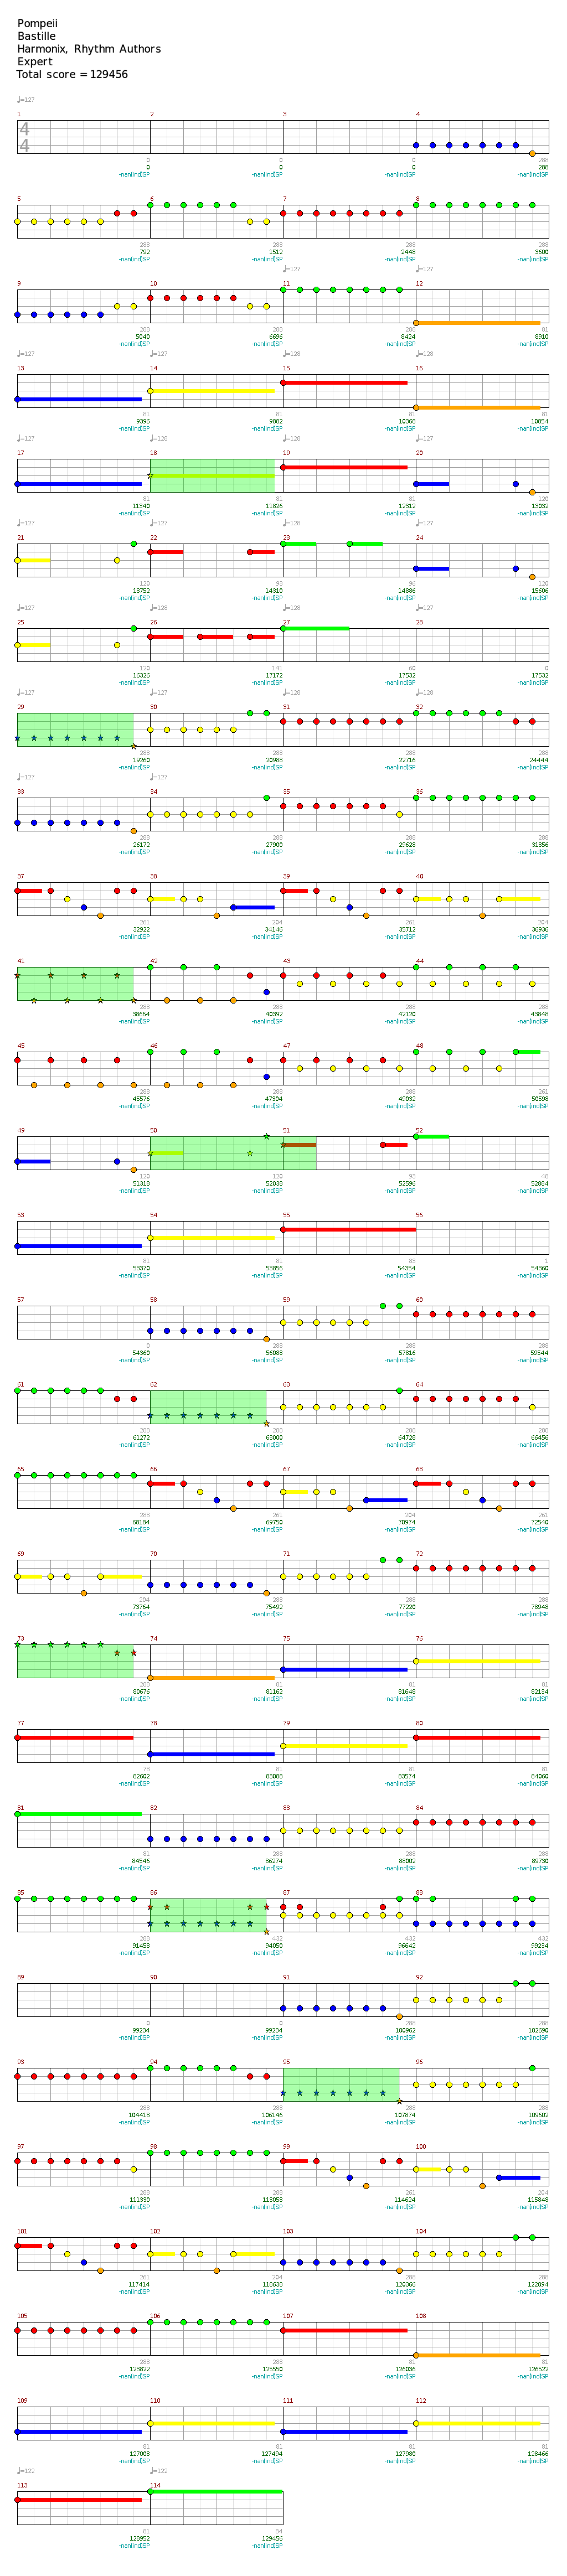 Pompeii
Bastille
Harmonix, Rhythm Authors
Expert
Total score = 129456
♩=127
1 2 3 4
4
4
0 0 0 288
0 0 0 288
-nan(ind)SP -nan(ind)SP -nan(ind)SP -nan(ind)SP
5 6 7 8
288 288 288 288
792 1512 2448 3600
-nan(ind)SP -nan(ind)SP -nan(ind)SP -nan(ind)SP
♩=127 ♩=127
9 10 11 12
288 288 288 81
5040 6696 8424 8910
-nan(ind)SP -nan(ind)SP -nan(ind)SP -nan(ind)SP
♩=127 ♩=127 ♩=128 ♩=128
13 14 15 16
81 81 81 81
9396 9882 10368 10854
-nan(ind)SP -nan(ind)SP -nan(ind)SP -nan(ind)SP
♩=127 ♩=128 ♩=128 ♩=127
17 18 19 20
81 81 81 120
11340 11826 12312 13032
-nan(ind)SP -nan(ind)SP -nan(ind)SP -nan(ind)SP
♩=127 ♩=127 ♩=128 ♩=127
21 22 23 24
120 93 96 120
13752 14310 14886 15606
-nan(ind)SP -nan(ind)SP -nan(ind)SP -nan(ind)SP
♩=127 ♩=128 ♩=128 ♩=127
25 26 27 28
120 141 60 0
16326 17172 17532 17532
-nan(ind)SP -nan(ind)SP -nan(ind)SP -nan(ind)SP
♩=127 ♩=127 ♩=128 ♩=128
29 30 31 32
288 288 288 288
19260 20988 22716 24444
-nan(ind)SP -nan(ind)SP -nan(ind)SP -nan(ind)SP
♩=127 ♩=127
33 34 35 36
288 288 288 288
26172 27900 29628 31356
-nan(ind)SP -nan(ind)SP -nan(ind)SP -nan(ind)SP
37 38 39 40
261 204 261 204
32922 34146 35712 36936
-nan(ind)SP -nan(ind)SP -nan(ind)SP -nan(ind)SP
41 42 43 44
288 288 288 288
38664 40392 42120 43848
-nan(ind)SP -nan(ind)SP -nan(ind)SP -nan(ind)SP
45 46 47 48
288 288 288 261
45576 47304 49032 50598
-nan(ind)SP -nan(ind)SP -nan(ind)SP -nan(ind)SP
49 50 51 52
120 120 93 48
51318 52038 52596 52884
-nan(ind)SP -nan(ind)SP -nan(ind)SP -nan(ind)SP
53 54 55 56
81 81 83 1
53370 53856 54354 54360
-nan(ind)SP -nan(ind)SP -nan(ind)SP -nan(ind)SP
57 58 59 60
0 288 288 288
54360 56088 57816 59544
-nan(ind)SP -nan(ind)SP -nan(ind)SP -nan(ind)SP
61 62 63 64
288 288 288 288
61272 63000 64728 66456
-nan(ind)SP -nan(ind)SP -nan(ind)SP -nan(ind)SP
65 66 67 68
288 261 204 261
68184 69750 70974 72540
-nan(ind)SP -nan(ind)SP -nan(ind)SP -nan(ind)SP
69 70 71 72
204 288 288 288
73764 75492 77220 78948
-nan(ind)SP -nan(ind)SP -nan(ind)SP -nan(ind)SP
73 74 75 76
288 81 81 81
80676 81162 81648 82134
-nan(ind)SP -nan(ind)SP -nan(ind)SP -nan(ind)SP
77 78 79 80
78 81 81 81
82602 83088 83574 84060
-nan(ind)SP -nan(ind)SP -nan(ind)SP -nan(ind)SP
81 82 83 84
81 288 288 288
84546 86274 88002 89730
-nan(ind)SP -nan(ind)SP -nan(ind)SP -nan(ind)SP
85 86 87 88
288 432 432 432
91458 94050 96642 99234
-nan(ind)SP -nan(ind)SP -nan(ind)SP -nan(ind)SP
89 90 91 92
0 0 288 288
99234 99234 100962 102690
-nan(ind)SP -nan(ind)SP -nan(ind)SP -nan(ind)SP
93 94 95 96
288 288 288 288
104418 106146 107874 109602
-nan(ind)SP -nan(ind)SP -nan(ind)SP -nan(ind)SP
97 98 99 100
288 288 261 204
111330 113058 114624 115848
-nan(ind)SP -nan(ind)SP -nan(ind)SP -nan(ind)SP
101 102 103 104
261 204 288 288
117414 118638 120366 122094
-nan(ind)SP -nan(ind)SP -nan(ind)SP -nan(ind)SP
105 106 107 108
288 288 81 81
123822 125550 126036 126522
-nan(ind)SP -nan(ind)SP -nan(ind)SP -nan(ind)SP
109 110 111 112
81 81 81 81
127008 127494 127980 128466
-nan(ind)SP -nan(ind)SP -nan(ind)SP -nan(ind)SP
♩=122 ♩=122
113 114
81 84
128952 129456
-nan(ind)SP -nan(ind)SP